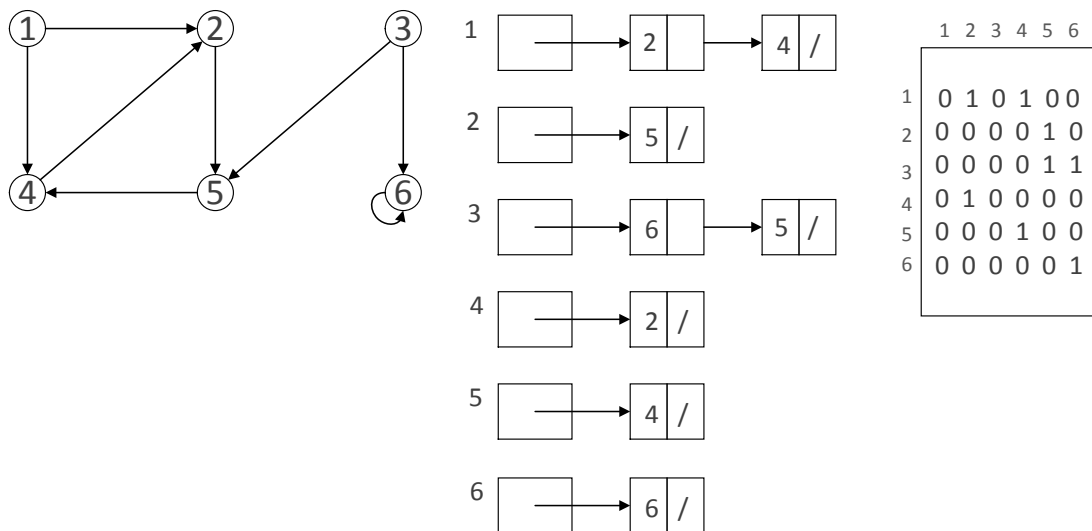 1 2 3
4 5 6
1 2 4 /
2 5 /
3 6 5 /
4 2 /
5 4 /
6 6 /
1 2 3 4 5 6
1 0 1 0 1 0 0
2 0 0 0 0 1 0
3 0 0 0 0 1 1
4 0 1 0 0 0 0
5 0 0 0 1 0 0
6 0 0 0 0 0 1